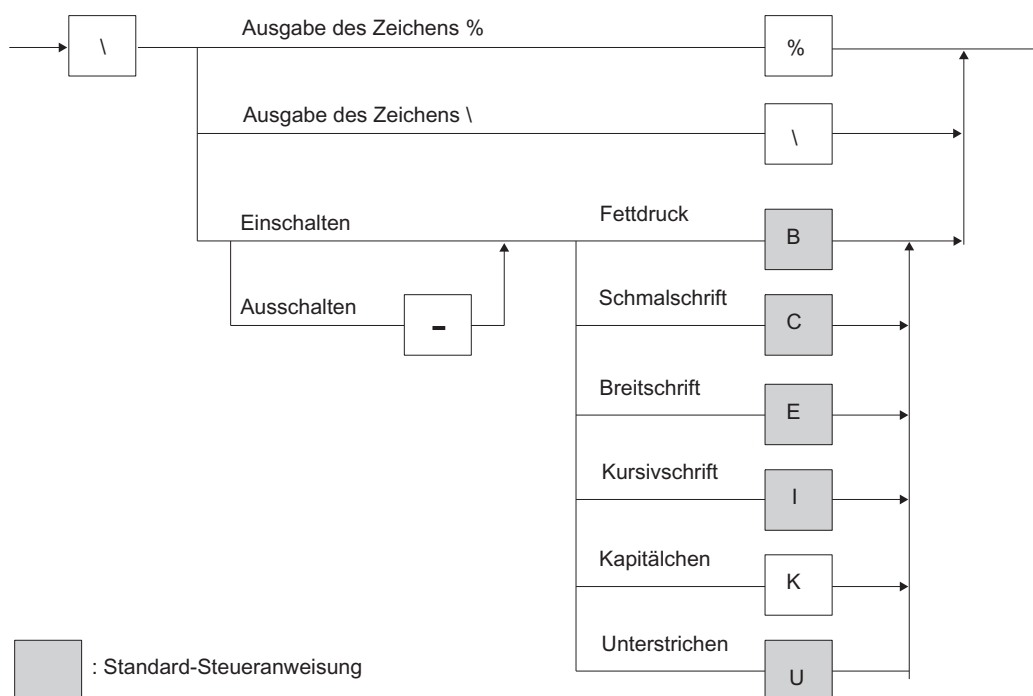 Ausgabe des Zeichens %
\
%
Ausgabe des Zeichens \
\
Einschalten
Fettdruck
B
Ausschalten
-
Schmalschrift
C
Breitschrift
E
Kursivschrift
I
Kapitälchen
K
Unterstrichen
U
: Standard-Steueranweisung